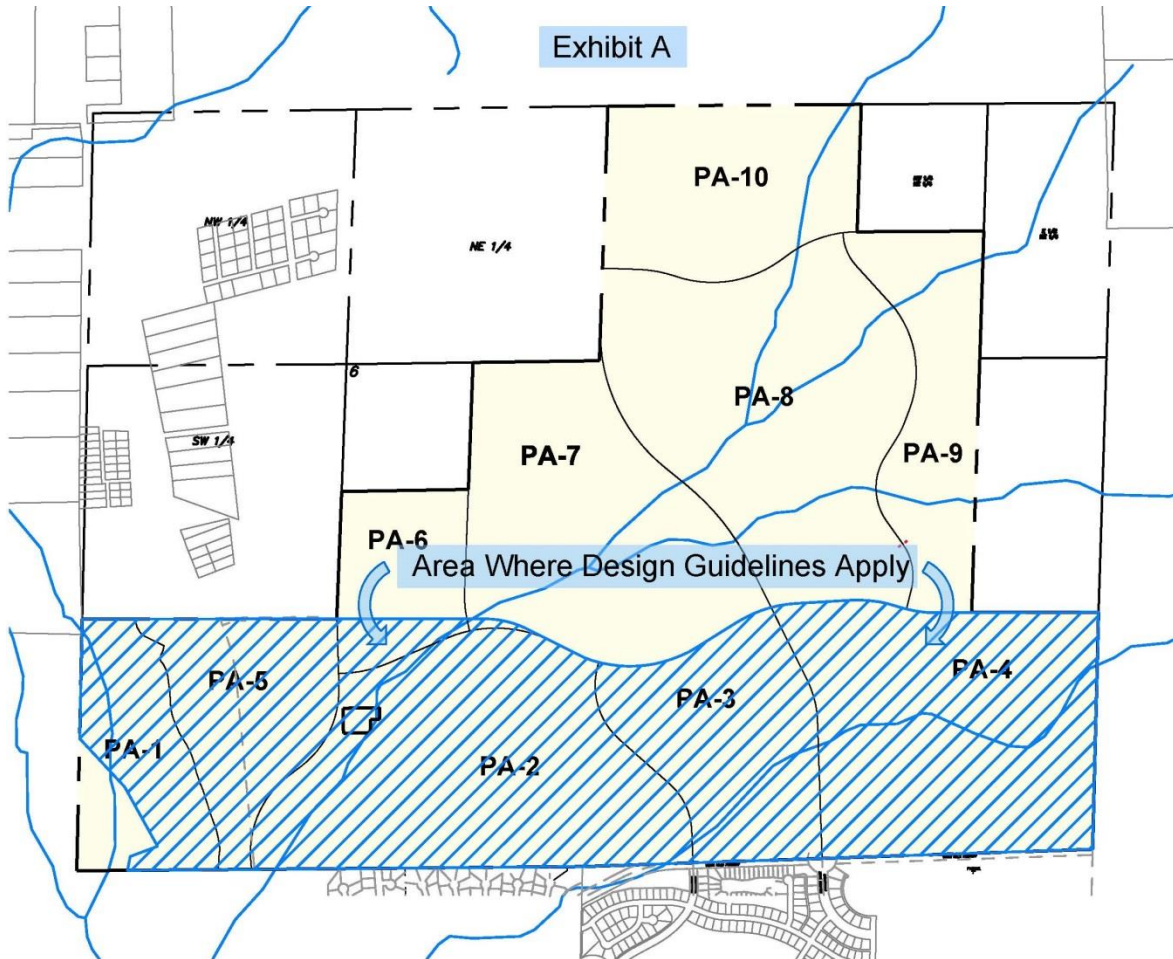 Exhibit A
PA-10
NW 1/4
NE 1/4
6
PA-8
PA-7
PA-9
SW 1/4
PA-6
Area Where Design Guidelines Apply
PA-5
PA-4
PA-3
PA-1
PA-2